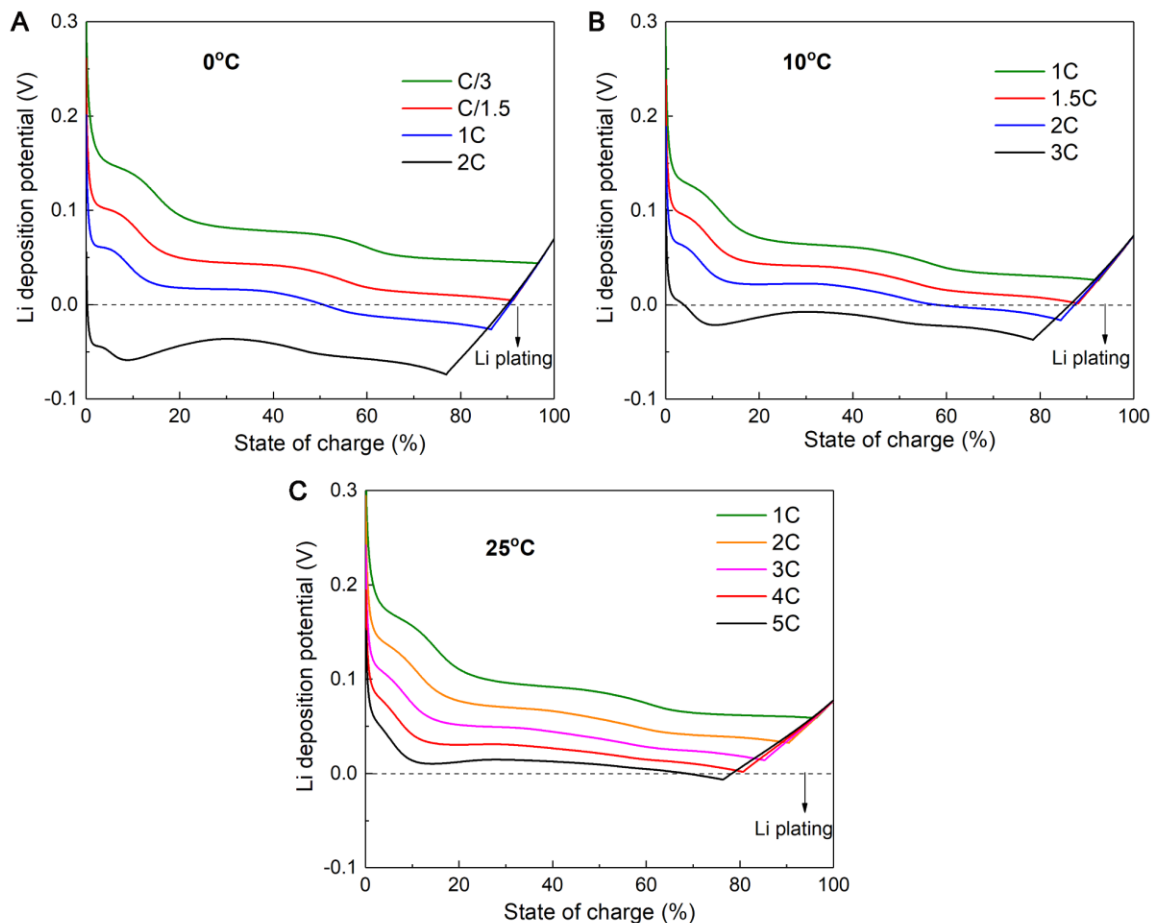 A
0°C
C/3
C/1.5
1C
2C
0.3
0.2
0.1
0.0
-0.1
Li deposition potential (V)
Li plating
0
20
40
60
80
100
State of charge (%)
B
10°C
1C
1.5C
2C
3C
0.3
0.2
0.1
0.0
-0.1
Li deposition potential (V)
Li plating
0
20
40
60
80
100
State of charge (%)
C
25°C
1C
2C
3C
4C
5C
0.3
0.2
0.1
0.0
-0.1
Li deposition potential (V)
Li plating
0
20
40
60
80
100
State of charge (%)